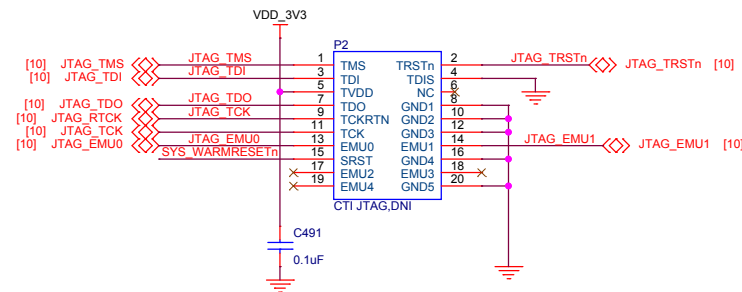 VDD_3V3
P2
[10] JTAG_TMS JTAG_TMS 1 TMS TRSTn 2 JTAG_TRSTn JTAG_TRSTn [10]
[10] JTAG_TDI JTAG_TDI 3 TDI TDIS 4
5 TVDD NC 6
[10] JTAG_TDO JTAG_TDO 7 TDO GND1 8
[10] JTAG_RTCK JTAG_TCK 9 TCKRTN GND2 10
[10] JTAG_TCK 11 TCK GND3 12
[10] JTAG_EMU0 JTAG_EMU0 13 EMU0 EMU1 14 JTAG_EMU1 JTAG_EMU1 [10]
SYS_WARMRESETn 15 SRST GND4 16
17 EMU2 EMU3 18
19 EMU4 GND5 20
CTI JTAG,DNI
C491
0.1uF